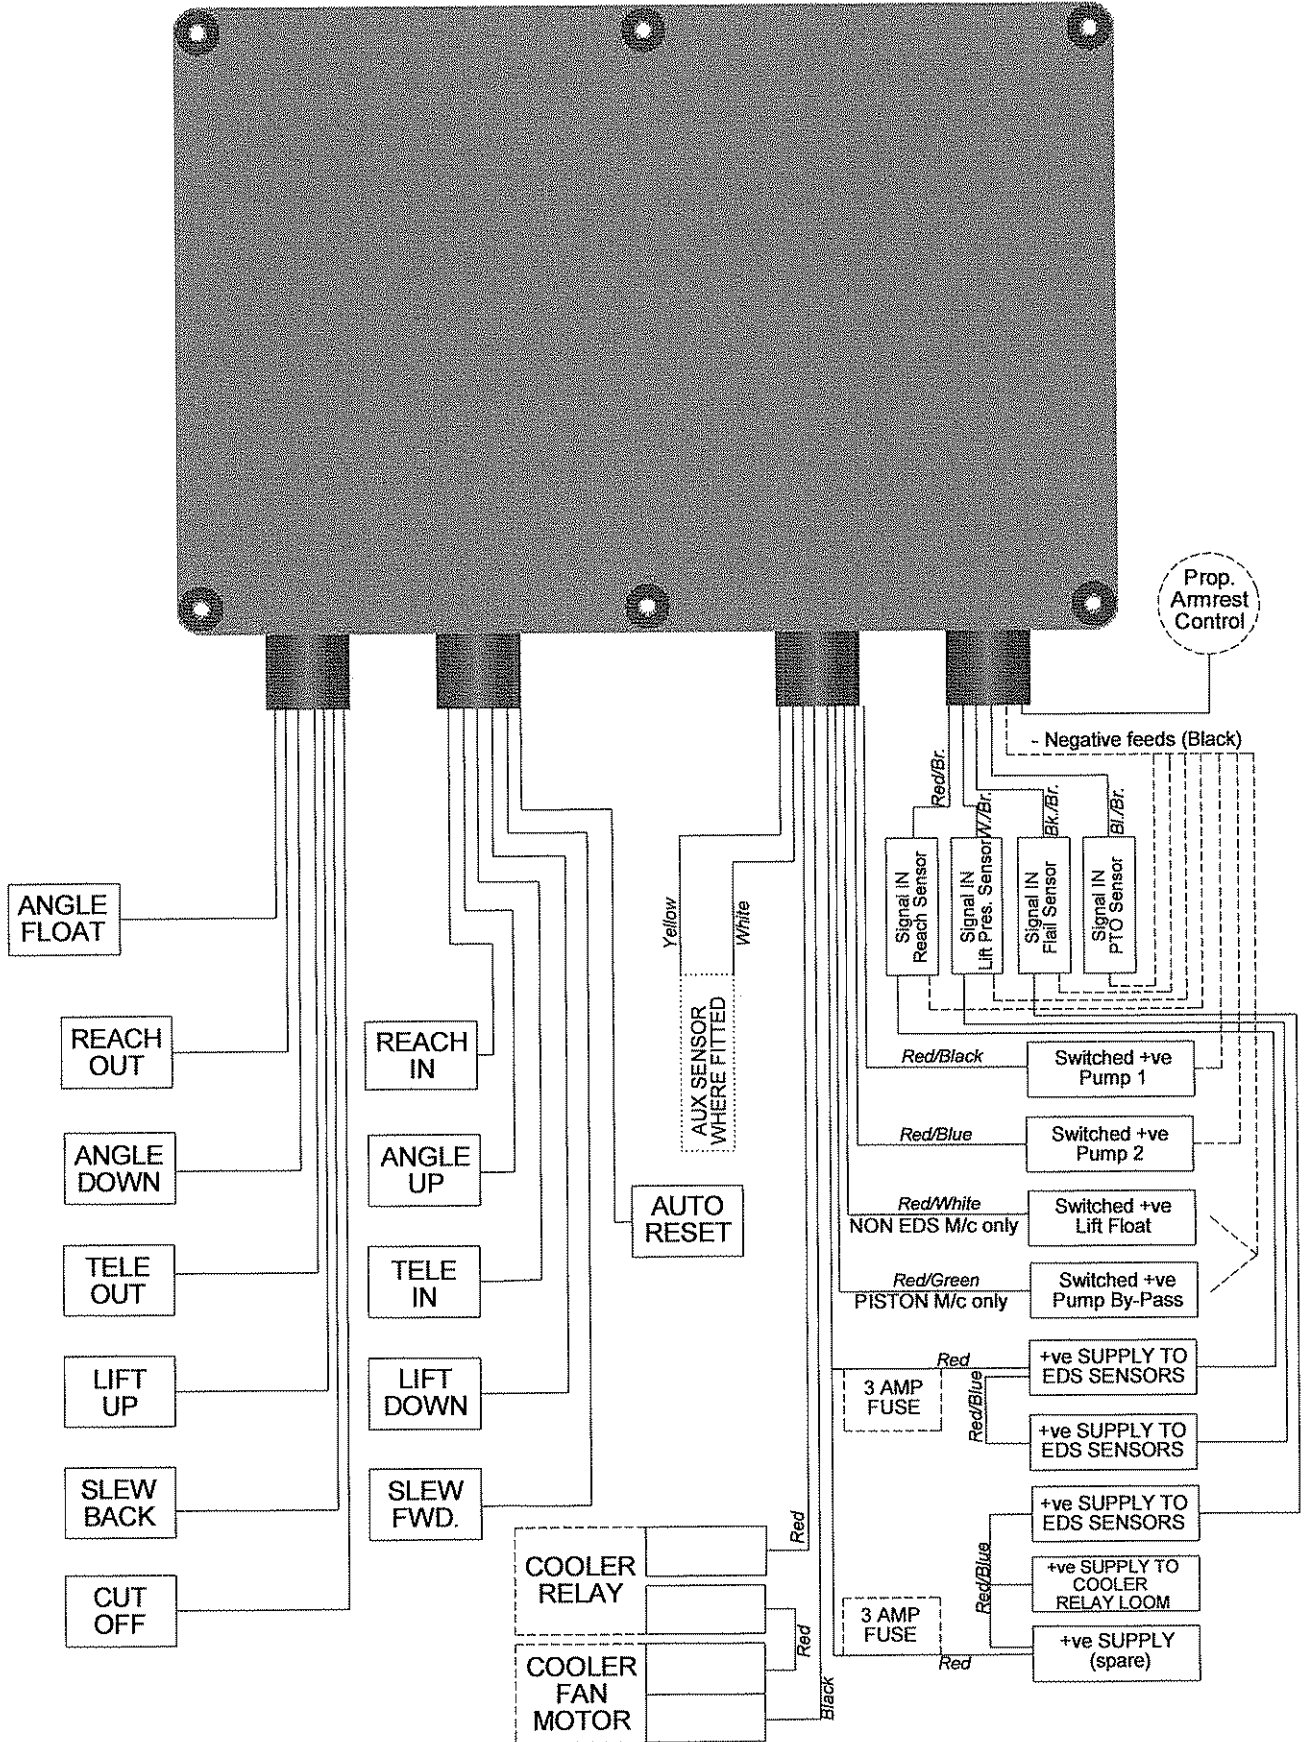 Prop.
Armrest
Control
- Negative feeds (Black)
Red/Br.
W./Br.
Bk./Br.
Bl./Br.
Signal IN
Reach Sensor
Signal IN
Lift Pres. Sensor
Signal IN
Flail Sensor
Signal IN
PTO Sensor
ANGLE
FLOAT
REACH
OUT
ANGLE
DOWN
TELE
OUT
LIFT
UP
SLEW
BACK
CUT
OFF
REACH
IN
ANGLE
UP
TELE
IN
LIFT
DOWN
SLEW
FWD.
AUTO
RESET
Yellow
White
AUX SENSOR
WHERE FITTED
Red/Black
Switched +ve
Pump 1
Red/Blue
Switched +ve
Pump 2
Red/White
NON EDS M/c only
Switched +ve
Lift Float
Red/Green
PISTON M/c only
Switched +ve
Pump By-Pass
Red
3 AMP
FUSE
Red/Blue
+ve SUPPLY TO
EDS SENSORS
+ve SUPPLY TO
EDS SENSORS
+ve SUPPLY TO
EDS SENSORS
Red/Blue
+ve SUPPLY TO
COOLER
RELAY LOOM
3 AMP
FUSE
Red
+ve SUPPLY
(spare)
COOLER
RELAY
Red
Red
COOLER
FAN
MOTOR
Black